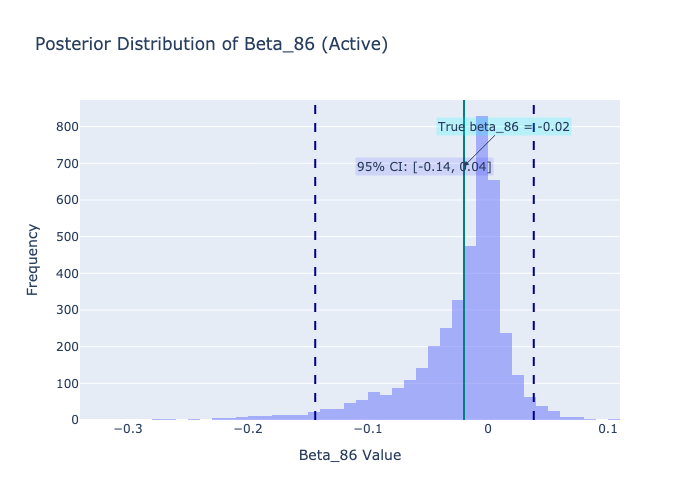 Posterior Distribution of Beta_86 (Active)
True beta_86 = -0.02
95% CI: [-0.14, 0.04]
Frequency
800
700
600
500
400
300
200
100
0
−0.3
−0.2
−0.1
0
0.1
Beta_86 Value